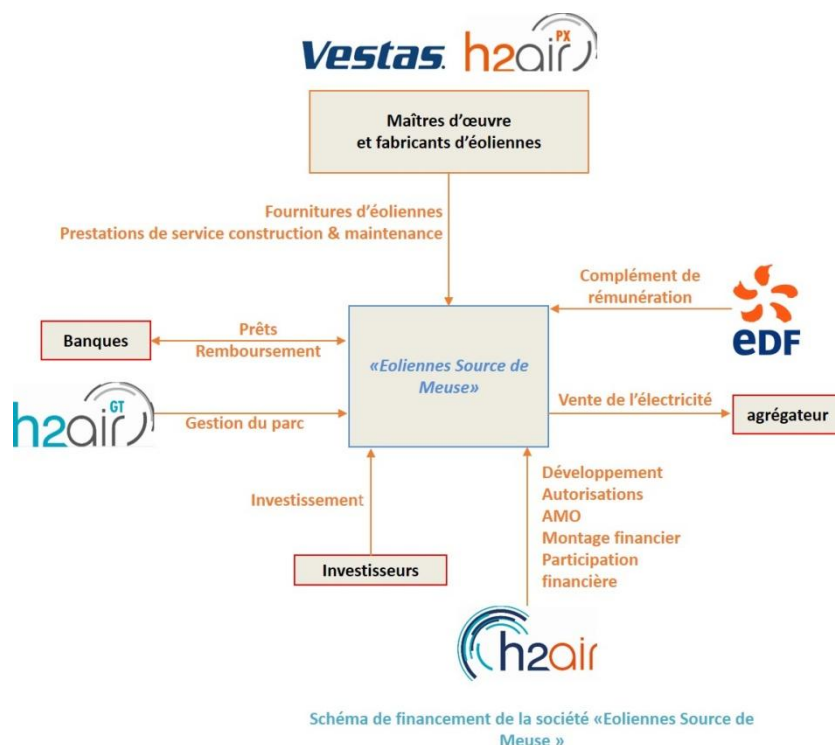 Vestas. h2air PX
Maîtres d’œuvre
et fabricants d’éoliennes
Fournitures d’éoliennes
Prestations de service construction & maintenance
Complément de
rémunération
eDF
Banques
Prêts
Remboursement
«Eoliennes Source de
Meuse»
h2air GT
Gestion du parc
Vente de l’électricité
agrégateur
Investissement
Développement
Autorisations
AMO
Montage financier
Participation
financière
Investisseurs
h2air
Schéma de financement de la société «Eoliennes Source de
Meuse »